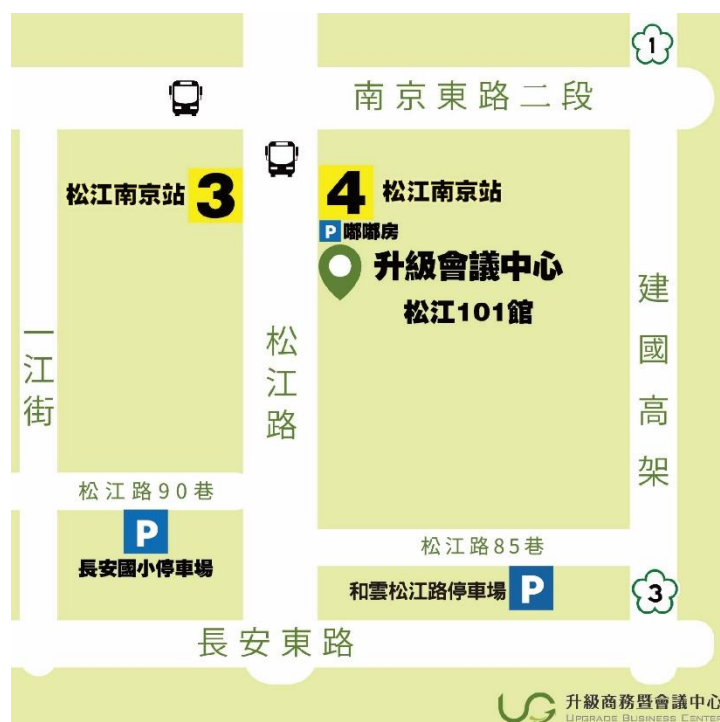 1
南京東路二段
松江南京站 3
4 松江南京站
P 嘟嘟房
升級會議中心
松江101館
一江街
松江路
建國高架
松江路90巷
P
長安國小停車場
松江路85巷
和雲松江路停車場 P
3
長安東路
UG 升級商務暨會議中心
UPGRADE BUSINESS CENTER